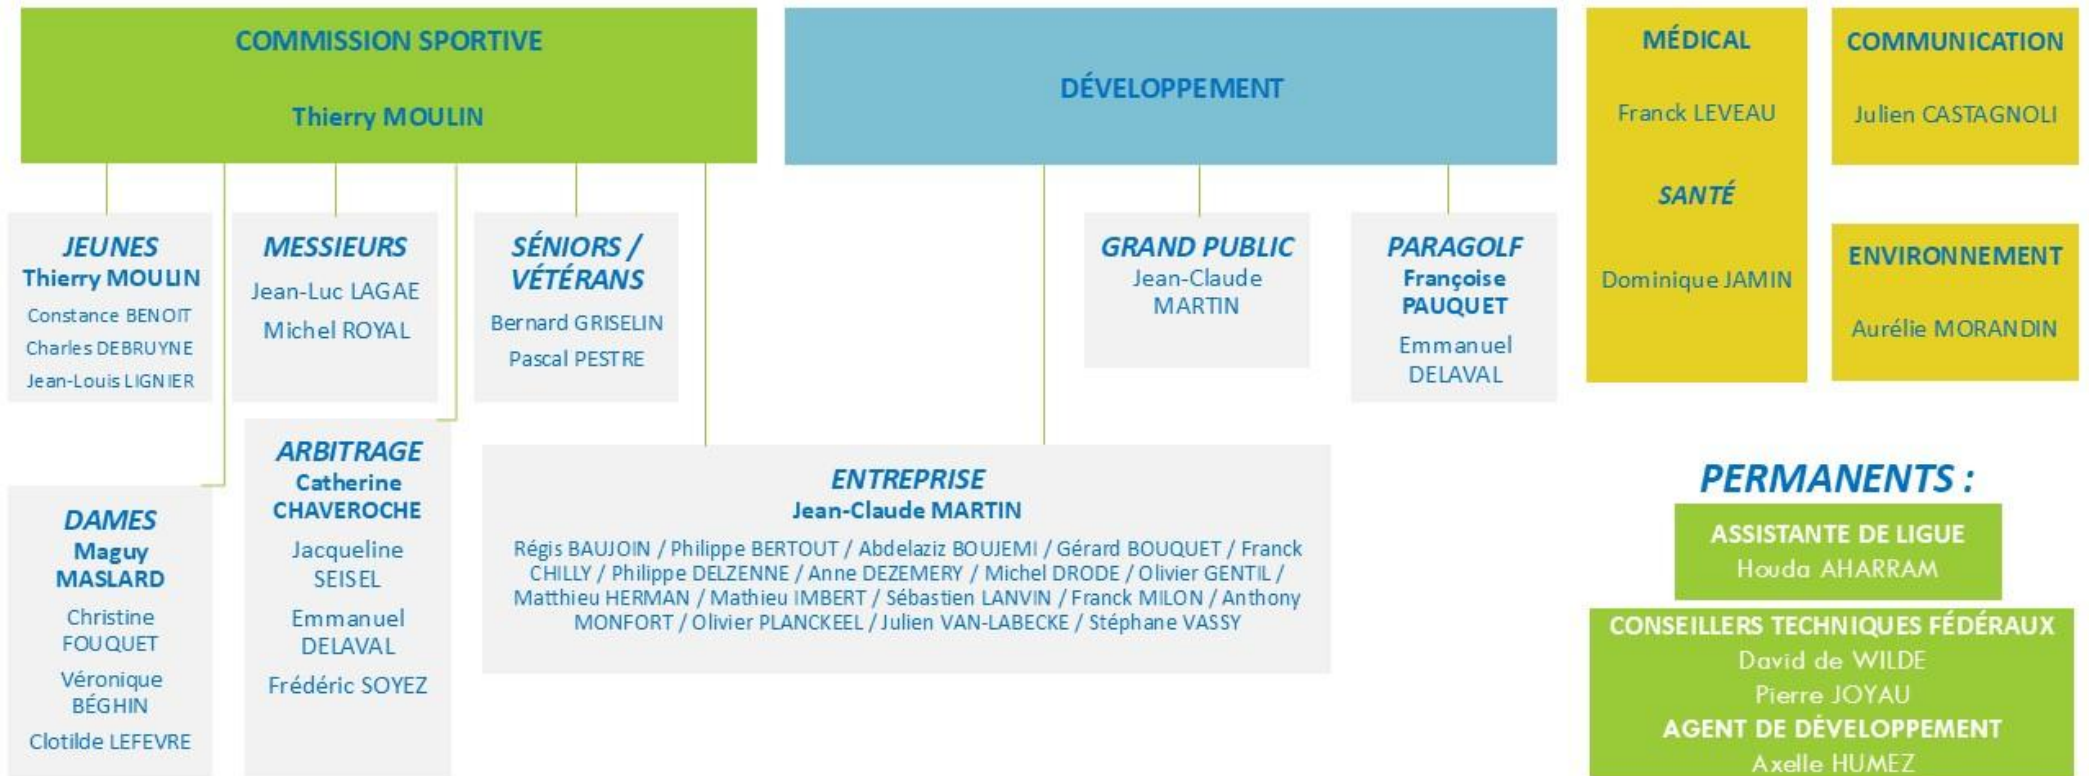 COMMISSION SPORTIVE
Thierry MOULIN
DÉVELOPPEMENT
MÉDICAL
Franck LEVEAU
SANTÉ
Dominique JAMIN
COMMUNICATION
Julien CASTAGNOLI
ENVIRONNEMENT
Aurélie MORANDIN
JEUNES
Thierry MOULIN
Constance BENOIT
Charles DEBRUYNE
Jean-Louis LIGNIER
MESSIEURS
Jean-Luc LAGAE
Michel ROYAL
SÉNIORS /
VÉTÉRANS
Bernard GRISELIN
Pascal PESTRE
GRAND PUBLIC
Jean-Claude
MARTIN
PARAGOLF
Françoise
PAUQUET
Emmanuel
DELAVAL
DAMES
Maguy
MASLARD
Christine
FOUQUET
Véronique
BÉGHIN
Clotilde LEFEVRE
ARBITRAGE
Catherine
CHAVEROCHE
Jacqueline
SEISEL
Emmanuel
DELAVAL
Frédéric SOYEZ
ENTREPRISE
Jean-Claude MARTIN
Régis BAUJOIN / Philippe BERTOUT / Abdelaziz BOUJEMI / Gérard BOUQUET / Franck
CHILLY / Philippe DELZENNE / Anne DEZEMERY / Michel DRODE / Olivier GENTIL /
Matthieu HERMAN / Mathieu IMBERT / Sébastien LANVIN / Franck MILON / Anthony
MONFORT / Olivier PLANCKEEL / Julien VAN-LABECKE / Stéphane VASSY
PERMANENTS :
ASSISTANTE DE LIGUE
Houda AHARRAM
CONSEILLERS TECHNIQUES FÉDÉRAUX
David de WILDE
Pierre JOYAU
AGENT DE DÉVELOPPEMENT
Axelle HUMEZ